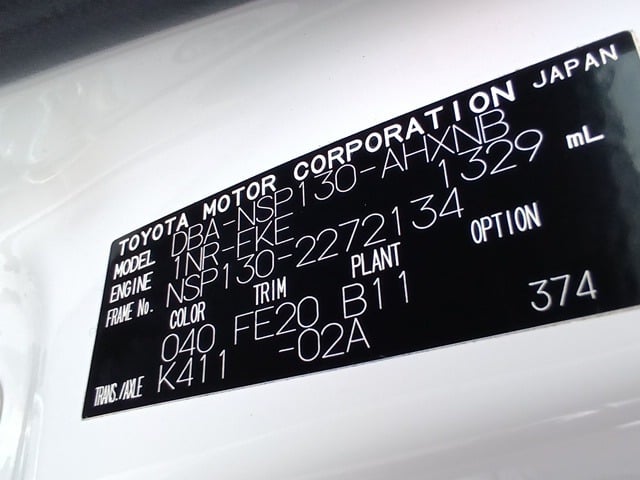 TOYOTA MOTOR CORPORATION JAPAN
MODEL DBA-NSP130-AHXNB
ENGINE 1NR-FKE 1329 mL
FRAME No. NSP130-2272134
COLOR TRIM PLANT OPTION
040 FE20 B11 374
TRANS./AXLE K411 -02A